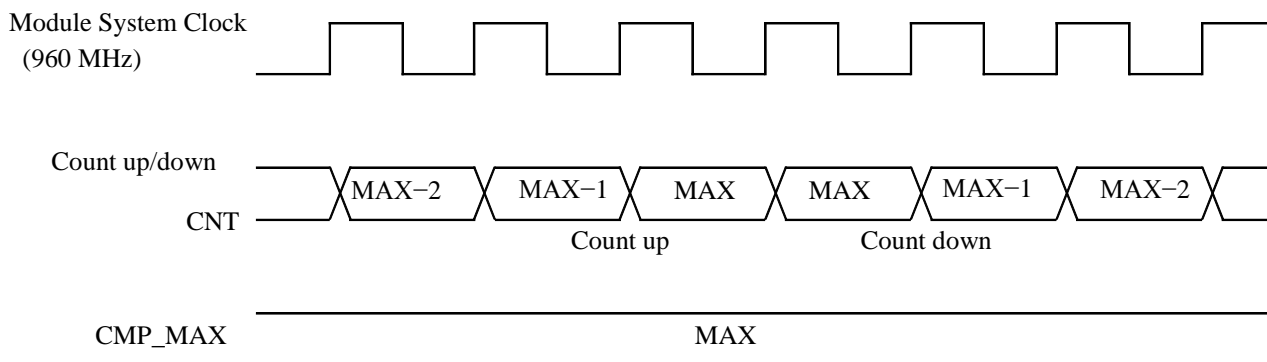 Module System Clock
(960 MHz)
Count up/down
MAX−2 MAX−1 MAX MAX MAX−1 MAX−2
CNT
Count up Count down
CMP_MAX MAX